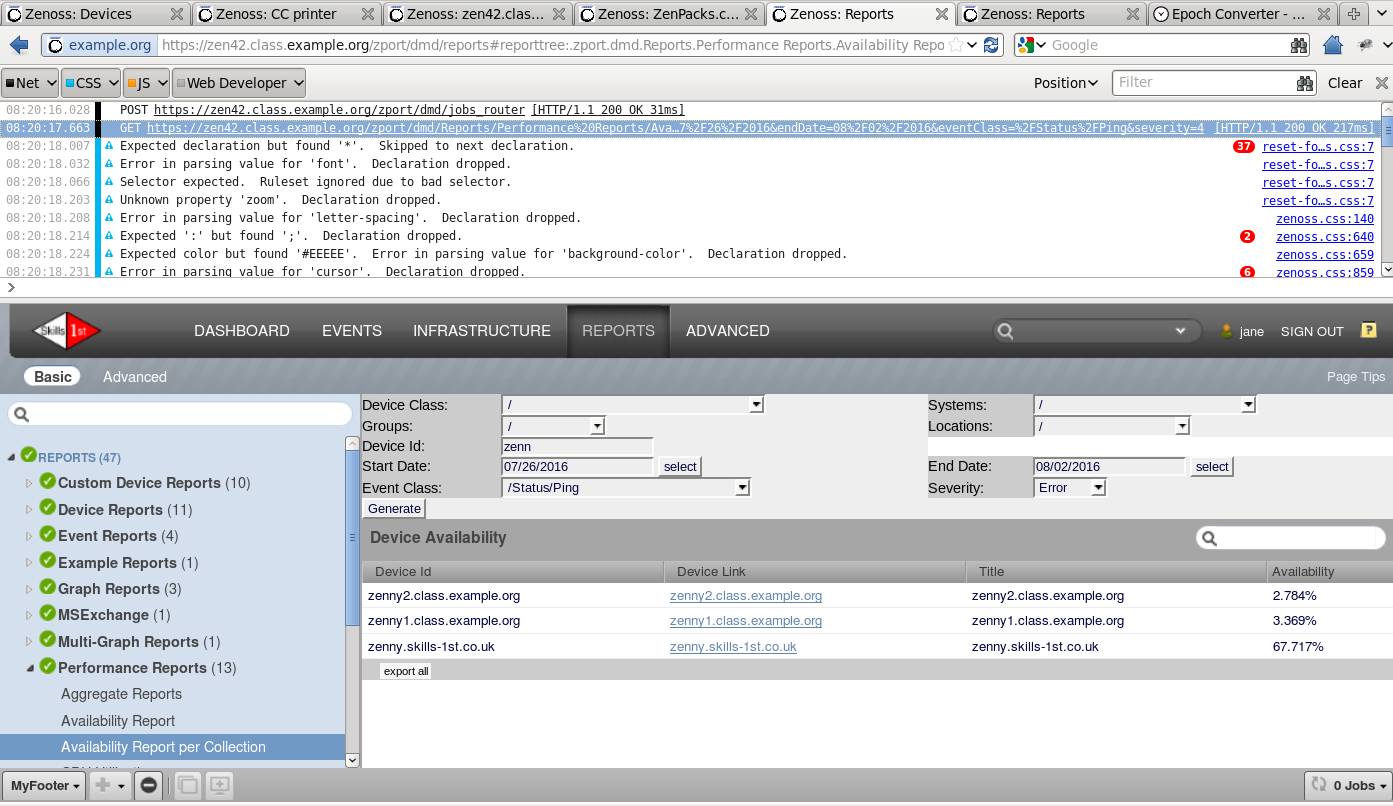 Zenoss: Devices Zenoss: CC printer Zenoss: zen42.clas... Zenoss: ZenPacks.c... Zenoss: Reports Zenoss: Reports Epoch Converter - ...
example.org https://zen42.class.example.org/zport/dmd/reports#reporttree:.zport.dmd.Reports.Performance Reports.Availability Repo Google
Net CSS JS Web Developer Position Filter Clear
08:20:16.028 POST https://zen42.class.example.org/zport/dmd/jobs_router [HTTP/1.1 200 OK 31ms]
08:20:17.663 GET https://zen42.class.example.org/zport/dmd/Reports/Performance%20Reports/Ava…7%2F26%2F2016&endDate=08%2F02%2F2016&eventClass=%2FStatus%2FPing&severity=4 [HTTP/1.1 200 OK 217ms]
08:20:18.007 Expected declaration but found '*'. Skipped to next declaration. 37 reset-fo…s.css:7
08:20:18.032 Error in parsing value for 'font'. Declaration dropped. reset-fo…s.css:7
08:20:18.066 Selector expected. Ruleset ignored due to bad selector. reset-fo…s.css:7
08:20:18.203 Unknown property 'zoom'. Declaration dropped. reset-fo…s.css:7
08:20:18.208 Error in parsing value for 'letter-spacing'. Declaration dropped. zenoss.css:140
08:20:18.214 Expected ':' but found ';'. Declaration dropped. 2 zenoss.css:640
08:20:18.224 Expected color but found '#EEEEE'. Error in parsing value for 'background-color'. Declaration dropped. zenoss.css:659
08:20:18.231 Error in parsing value for 'cursor'. Declaration dropped. 6 zenoss.css:859
Skills 1st DASHBOARD EVENTS INFRASTRUCTURE REPORTS ADVANCED jane SIGN OUT ?
Basic Advanced Page Tips
REPORTS (47)
Custom Device Reports (10)
Device Reports (11)
Event Reports (4)
Example Reports (1)
Graph Reports (3)
MSExchange (1)
Multi-Graph Reports (1)
Performance Reports (13)
Aggregate Reports
Availability Report
Availability Report per Collection
Device Class: / Systems: /
Groups: / Locations: /
Device Id: zenn
Start Date: 07/26/2016 select End Date: 08/02/2016 select
Event Class: /Status/Ping Severity: Error
Generate
Device Availability
Device Id Device Link Title Availability
zenny2.class.example.org zenny2.class.example.org zenny2.class.example.org 2.784%
zenny1.class.example.org zenny1.class.example.org zenny1.class.example.org 3.369%
zenny.skills-1st.co.uk zenny.skills-1st.co.uk zenny.skills-1st.co.uk 67.717%
export all
MyFooter 0 Jobs